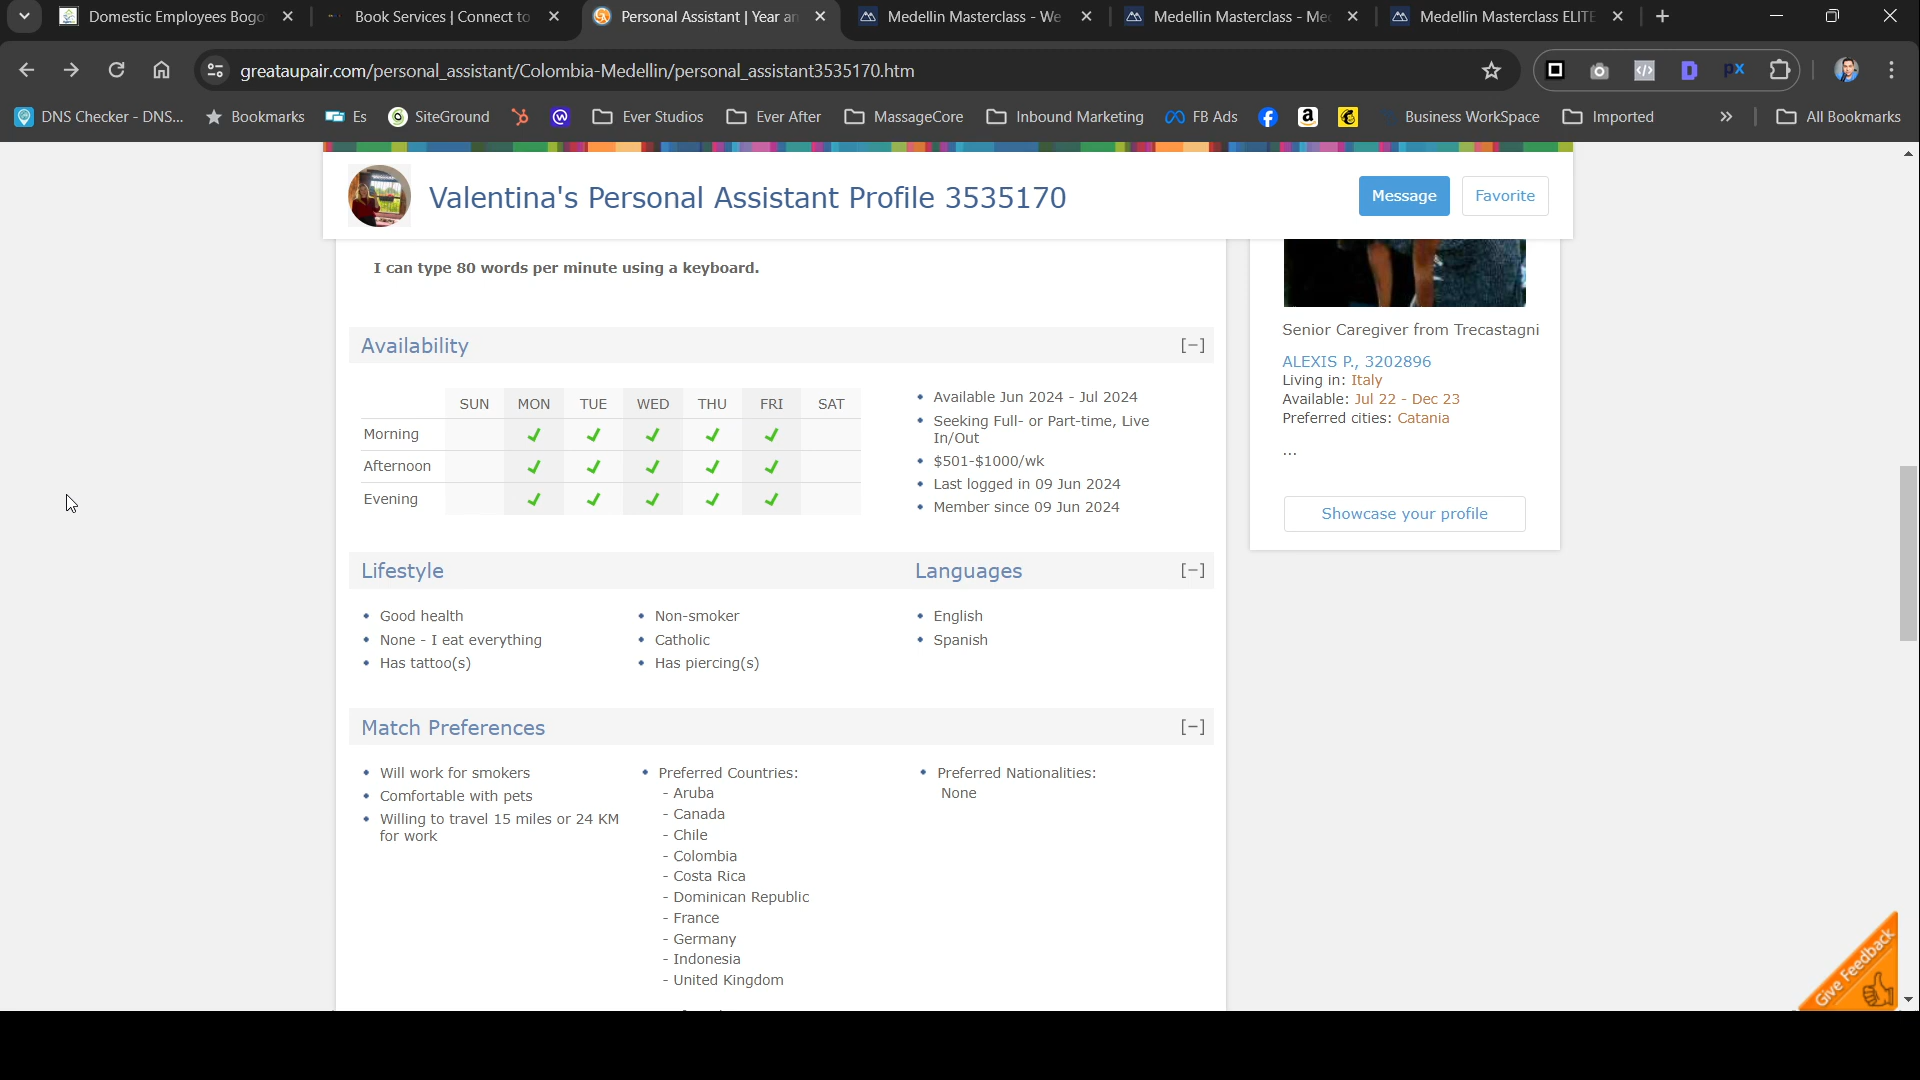 Domestic Employees Bogo
Book Services | Connect to
Personal Assistant | Year an
Medellin Masterclass - We
Medellin Masterclass - Med
Medellin Masterclass ELITE
greataupair.com/personal_assistant/Colombia-Medellin/personal_assistant3535170.htm
DNS Checker - DNS...
Bookmarks
Es
SiteGround
Ever Studios
Ever After
MassageCore
Inbound Marketing
FB Ads
Business WorkSpace
Imported
»
All Bookmarks
Valentina's Personal Assistant Profile 3535170
Message
Favorite
I can type 80 words per minute using a keyboard.
Availability
[-]
SUN MON TUE WED THU FRI SAT
Morning
Afternoon
Evening
Available Jun 2024 - Jul 2024
Seeking Full- or Part-time, Live
In/Out
$501-$1000/wk
Last logged in 09 Jun 2024
Member since 09 Jun 2024
Lifestyle
Languages
[-]
Good health
None - I eat everything
Has tattoo(s)
Non-smoker
Catholic
Has piercing(s)
English
Spanish
Match Preferences
[-]
Will work for smokers
Comfortable with pets
Willing to travel 15 miles or 24 KM
for work
Preferred Countries:
- Aruba
- Canada
- Chile
- Colombia
- Costa Rica
- Dominican Republic
- France
- Germany
- Indonesia
- United Kingdom
Preferred Nationalities:
None
Senior Caregiver from Trecastagni
ALEXIS P., 3202896
Living in: Italy
Available: Jul 22 - Dec 23
Preferred cities: Catania
...
Showcase your profile
Give Feedback